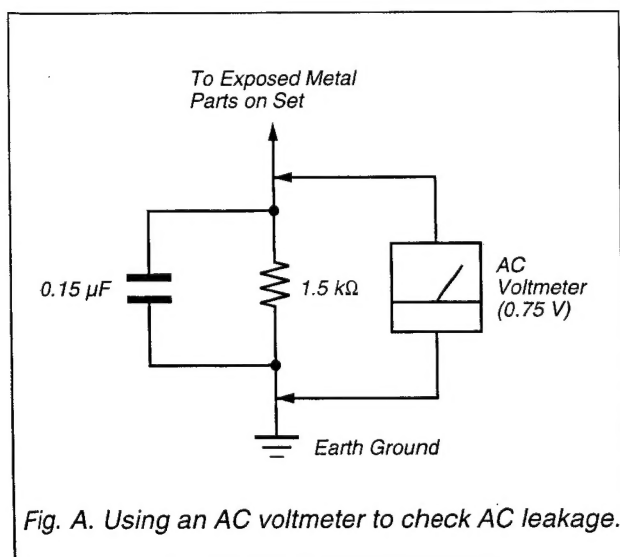 To Exposed Metal
Parts on Set
0.15 μF
1.5 kΩ
AC
Voltmeter
(0.75 V)
Earth Ground
Fig. A. Using an AC voltmeter to check AC leakage.